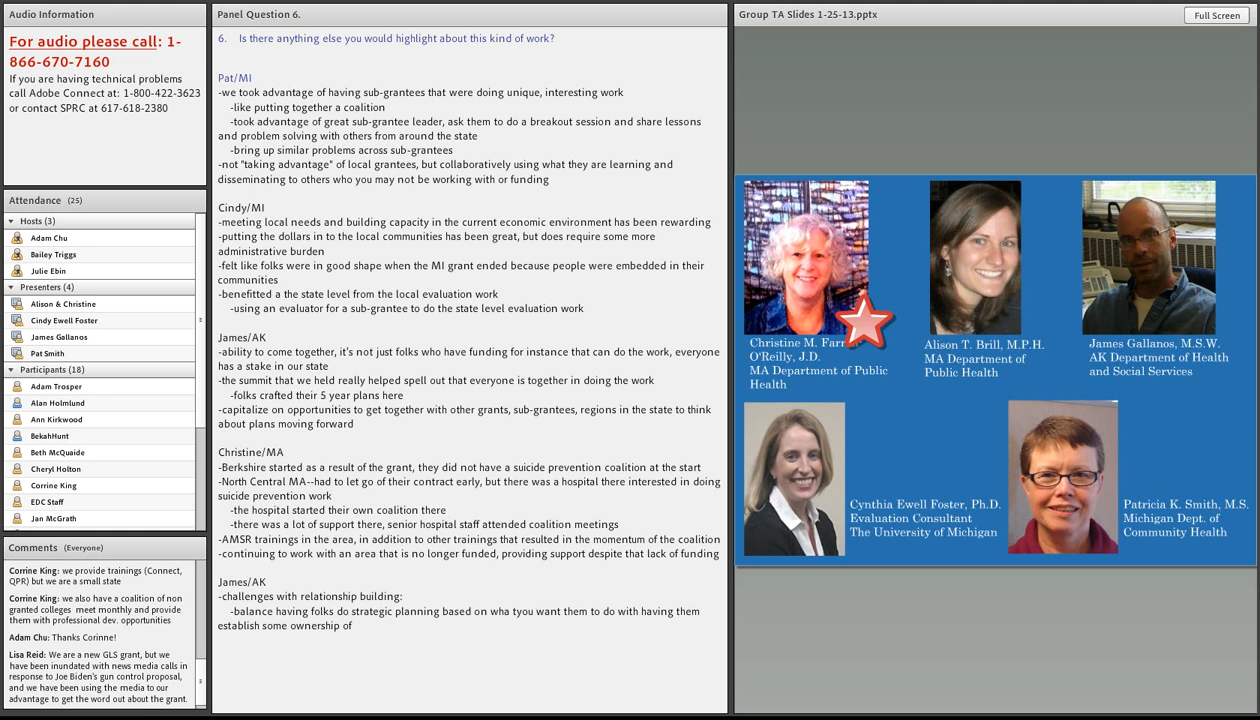 Audio Information
For audio please call: 1-
866-670-7160
If you are having technical problems
call Adobe Connect at: 1-800-422-3623
or contact SPRC at 617-618-2380
Attendance (25)
Hosts (3)
Adam Chu
Bailey Triggs
Julie Ebin
Presenters (4)
Alison & Christine
Cindy Ewell Foster
James Gallanos
Pat Smith
Participants (18)
Adam Trosper
Alan Holmlund
Ann Kirkwood
BekahHunt
Beth McQuaide
Cheryl Holton
Corrine King
EDC Staff
Jan McGrath
Comments (Everyone)
Corrine King: we provide trainings (Connect,
QPR) but we are a small state
Corrine King: we also have a coalition of non
granted colleges meet monthly and provide
them with professional dev. opportunities
Adam Chu: Thanks Corinne!
Lisa Reid: We are a new GLS grant, but we
have been inundated with news media calls in
response to Joe Biden's gun control proposal,
and we have been using the media to our
advantage to get the word out about the grant.
Panel Question 6.
6. Is there anything else you would highlight about this kind of work?
Pat/MI
-we took advantage of having sub-grantees that were doing unique, interesting work
-like putting together a coalition
-took advantage of great sub-grantee leader, ask them to do a breakout session and share lessons
and problem solving with others from around the state
-bring up similar problems across sub-grantees
-not "taking advantage" of local grantees, but collaboratively using what they are learning and
disseminating to others who you may not be working with or funding
Cindy/MI
-meeting local needs and building capacity in the current economic environment has been rewarding
-putting the dollars in to the local communities has been great, but does require some more
administrative burden
-felt like folks were in good shape when the MI grant ended because people were embedded in their
communities
-benefitted a the state level from the local evaluation work
-using an evaluator for a sub-grantee to do the state level evaluation work
James/AK
-ability to come together, it's not just folks who have funding for instance that can do the work, everyone
has a stake in our state
-the summit that we held really helped spell out that everyone is together in doing the work
-folks crafted their 5 year plans here
-capitalize on opportunities to get together with other grants, sub-grantees, regions in the state to think
about plans moving forward
Christine/MA
-Berkshire started as a result of the grant, they did not have a suicide prevention coalition at the start
-North Central MA--had to let go of their contract early, but there was a hospital there interested in doing
suicide prevention work
-the hospital started their own coalition there
-there was a lot of support there, senior hospital staff attended coalition meetings
-AMSR trainings in the area, in addition to other trainings that resulted in the momentum of the coalition
-continuing to work with an area that is no longer funded, providing support despite that lack of funding
James/AK
-challenges with relationship building:
-balance having folks do strategic planning based on wha tyou want them to do with having them
establish some ownership of
Group TA Slides 1-25-13.pptx
Full Screen
Christine M. Farr
O'Reilly, J.D.
MA Department of Public
Health
Alison T. Brill, M.P.H.
MA Department of
Public Health
James Gallanos, M.S.W.
AK Department of Health
and Social Services
Cynthia Ewell Foster, Ph.D.
Evaluation Consultant
The University of Michigan
Patricia K. Smith, M.S.
Michigan Dept. of
Community Health